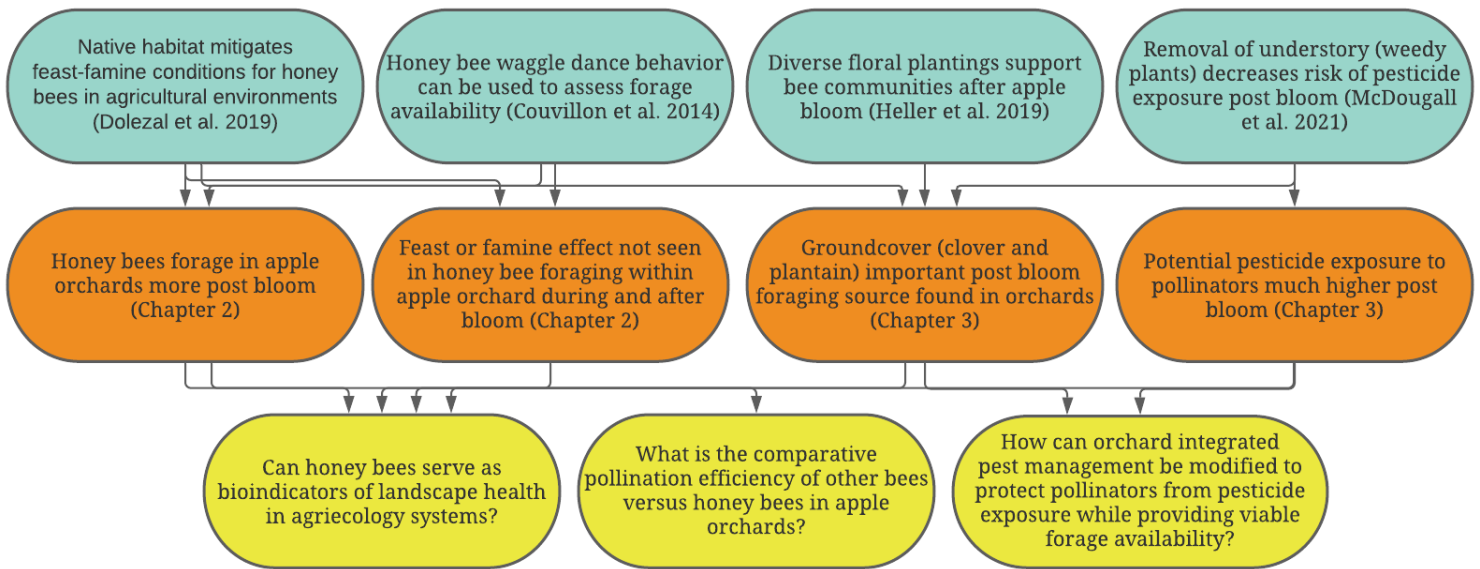 Native habitat mitigates
feast-famine conditions for honey
bees in agricultural environments
(Dolezal et al. 2019)
Honey bee waggle dance behavior
can be used to assess forage
availability (Couvillon et al. 2014)
Diverse floral plantings support
bee communities after apple
bloom (Heller et al. 2019)
Removal of understory (weedy
plants) decreases risk of pesticide
exposure post bloom (McDougall
et al. 2021)
Honey bees forage in apple
orchards more post bloom
(Chapter 2)
Feast or famine effect not seen
in honey bee foraging within
apple orchard during and after
bloom (Chapter 2)
Groundcover (clover and
plantain) important post bloom
foraging source found in orchards
(Chapter 3)
Potential pesticide exposure to
pollinators much higher post
bloom (Chapter 3)
Can honey bees serve as
bioindicators of landscape health
in agriecology systems?
What is the comparative
pollination efficiency of other bees
versus honey bees in apple
orchards?
How can orchard integrated
pest management be modified to
protect pollinators from pesticide
exposure while providing viable
forage availability?